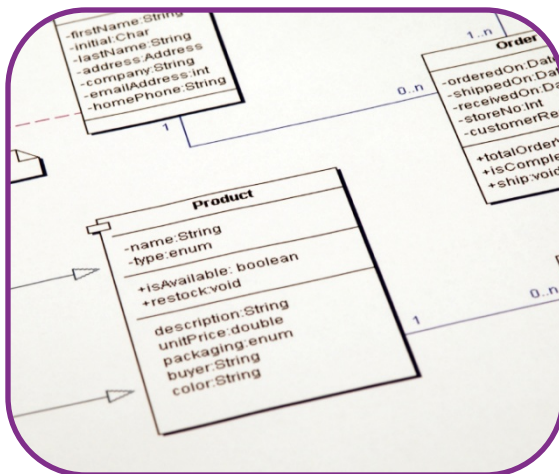 -firstName:String
-initial:Char
-lastName:String
-address:Address
-company:String
-emailAddress:int
-homePhone:String
1
0..n
1..n
Order
-orderedOn:Dat
-shippedOn:Da
-receivedOn:Da
-storeNo:Int
-customerRe
+totalOrder
+isComple
+ship:void
Product
-name:String
-type:enum
+isAvailable: boolean
+restock:void
description:String
unitPrice:double
packaging:enum
buyer:String
color:String
1
0..n